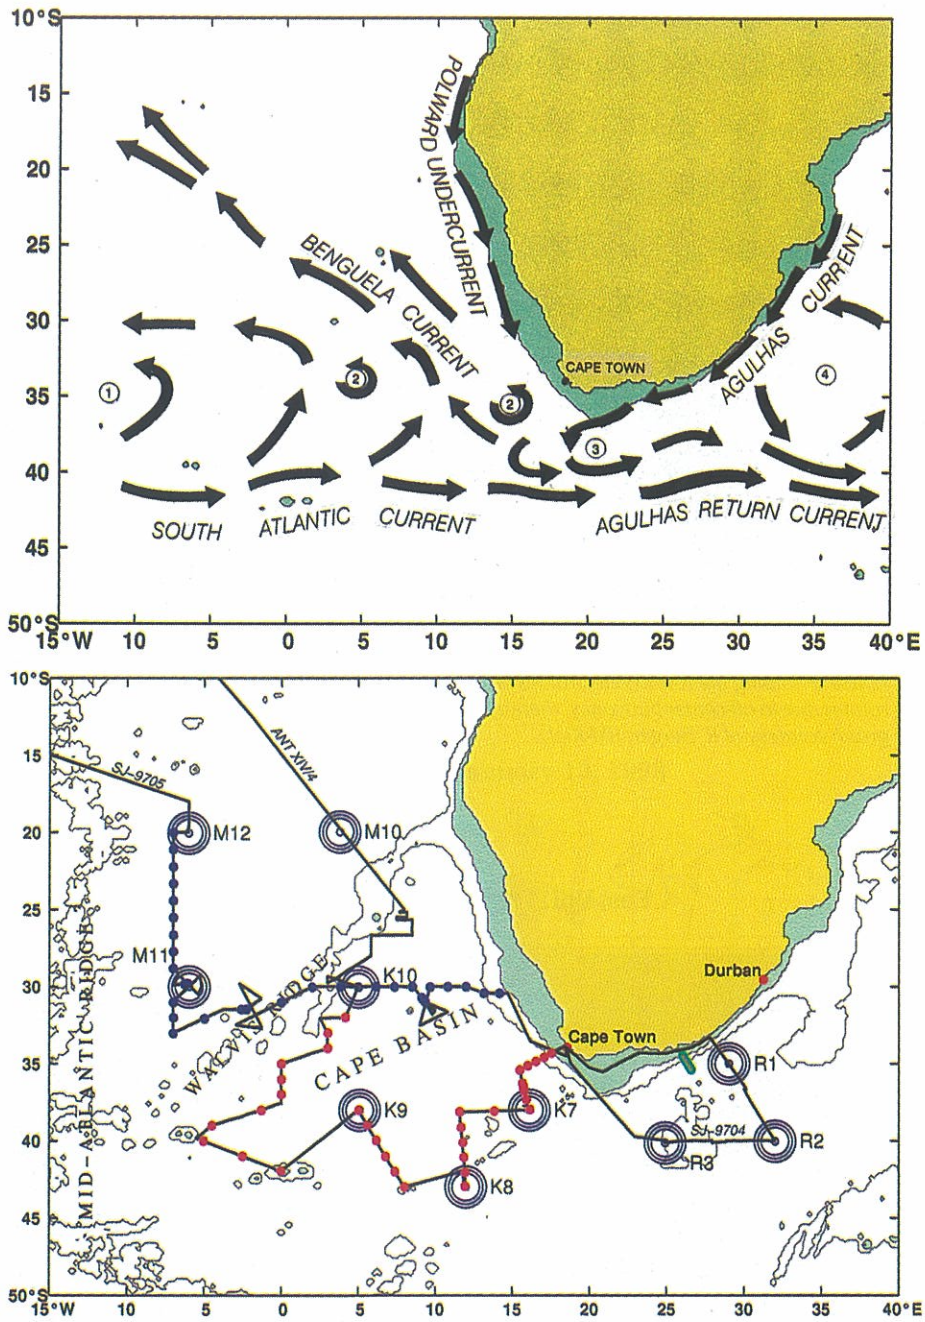 10°S
15
20
25
30
35
40
45
50°S
15°W
10
5
0
5
10
15
20
25
30
35
40°E
POLWARD UNDERCURRENT
BENGUELA CURRENT
AGULHAS CURRENT
CAPE TOWN
1
2
2
3
4
SOUTH ATLANTIC CURRENT
AGULHAS RETURN CURRENT
10°S
15
20
25
30
35
40
45
50°S
15°W
10
5
0
5
10
15
20
25
30
35
40°E
SJ-9705
ANT XIV/4
M12
M10
M11
K10
Durban
Cape Town
WALVIS RIDGE
CAPE BASIN
MID-ATLANTIC RIDGE
K9
K7
K8
R1
SJ-9704
R2
R3